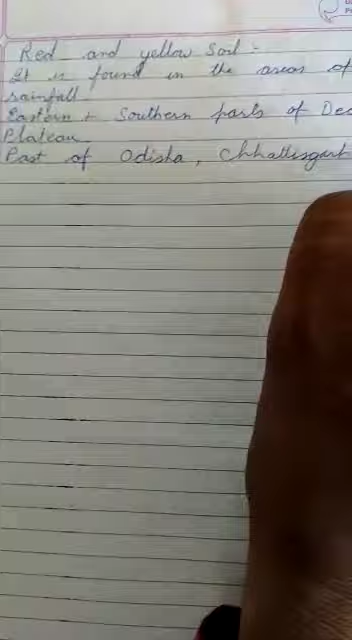 Red and yellow Soil :-
It is found in the areas of
rainfall
Eastern + Southern parts of Dec
Plateau.
Part of Odisha, Chhattisgarh